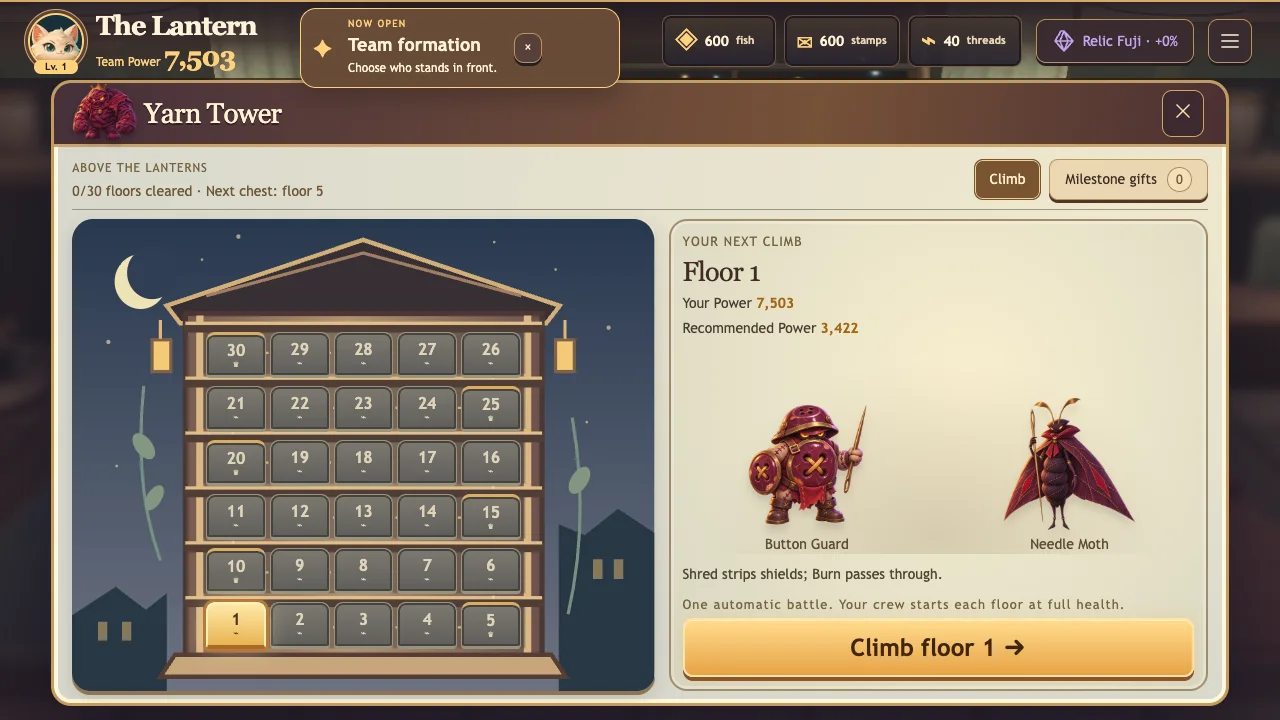 The Lantern
Team Power 7,503
Lv. 1
NOW OPEN
Team formation
Choose who stands in front.
×
600 fish
600 stamps
40 threads
Relic Fuji · +0%
Yarn Tower
ABOVE THE LANTERNS
0/30 floors cleared · Next chest: floor 5
Climb
Milestone gifts 0
30 29 28 27 26
21 22 23 24 25
20 19 18 17 16
11 12 13 14 15
10 9 8 7 6
1 2 3 4 5
YOUR NEXT CLIMB
Floor 1
Your Power 7,503
Recommended Power 3,422
Button Guard
Needle Moth
Shred strips shields; Burn passes through.
One automatic battle. Your crew starts each floor at full health.
Climb floor 1 →